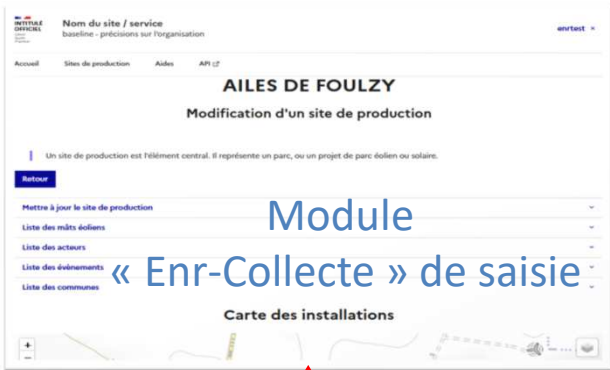 INTITULÉ
OFFICIEL
Nom du site / service
baseline - précisions sur l'organisation
enrtest
Accueil
Sites de production
Aides
API
AILES DE FOULZY
Modification d'un site de production
Un site de production est l'élément central. Il représente un parc, ou un projet de parc éolien ou solaire.
Retour
Mettre à jour le site de production
Liste des mâts éoliens
Liste des acteurs
Liste des évènements
Liste des communes
Module
« Enr-Collecte » de saisie
Carte des installations
+
−